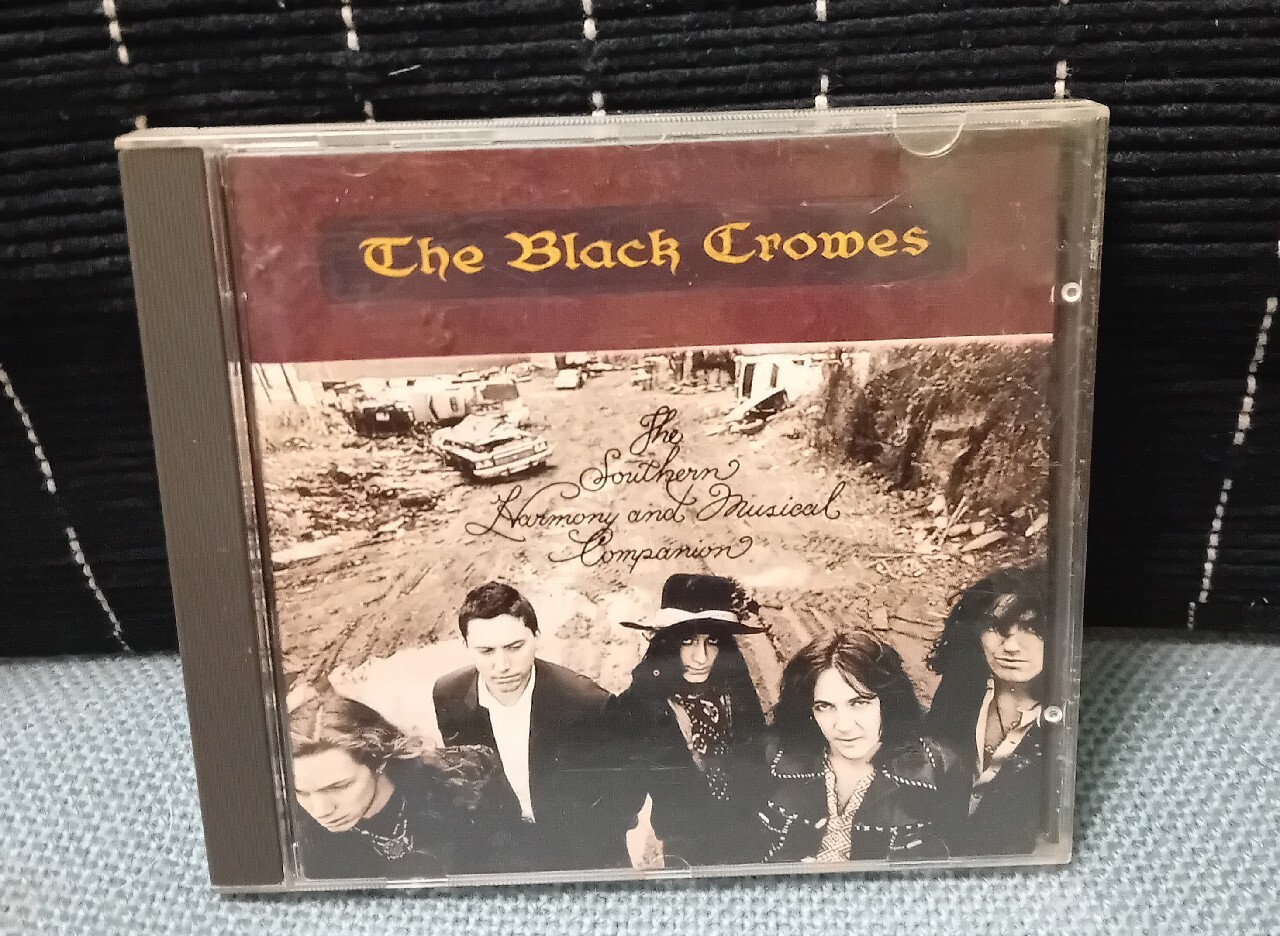 The Black Crowes
The
Southern
Harmony and Musical
Companion